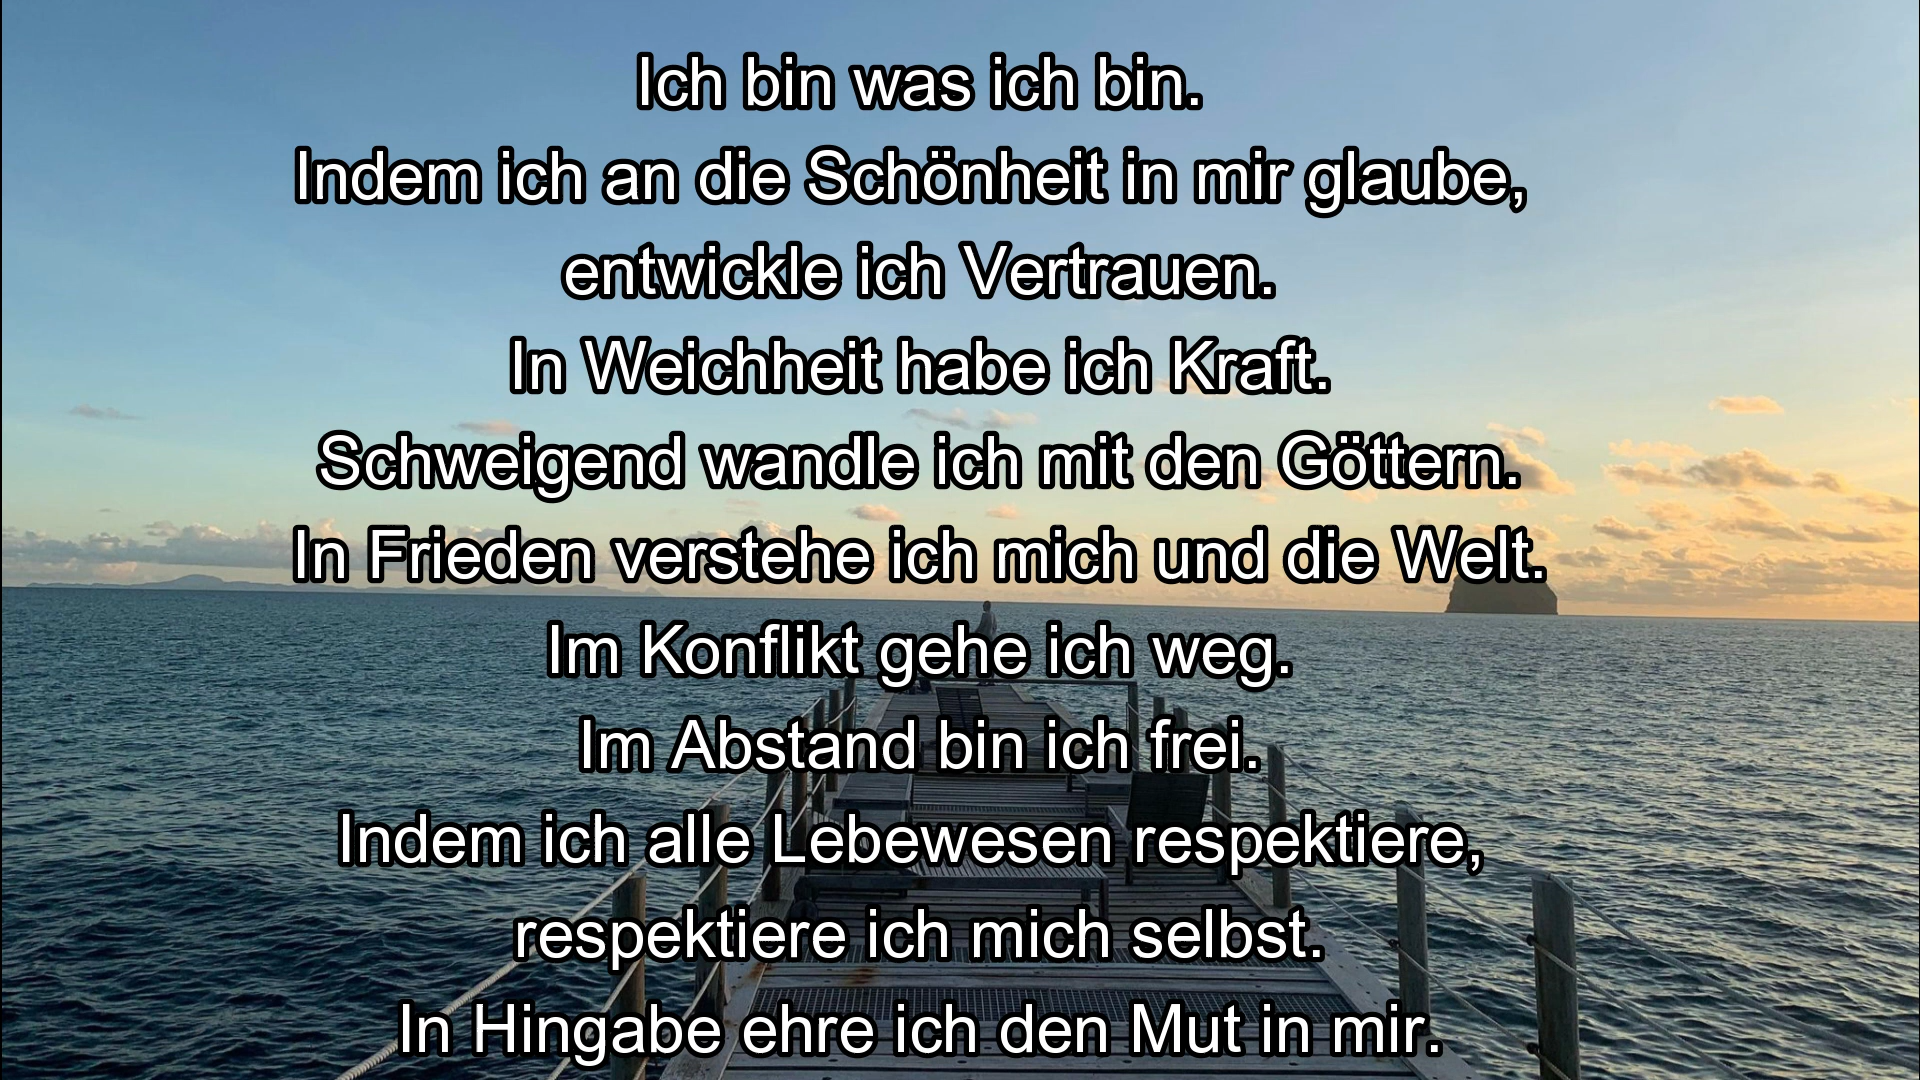 Ich bin was ich bin.
Indem ich an die Schönheit in mir glaube,
entwickle ich Vertrauen.
In Weichheit habe ich Kraft.
Schweigend wandle ich mit den Göttern.
In Frieden verstehe ich mich und die Welt.
Im Konflikt gehe ich weg.
Im Abstand bin ich frei.
Indem ich alle Lebewesen respektiere,
respektiere ich mich selbst.
In Hingabe ehre ich den Mut in mir.